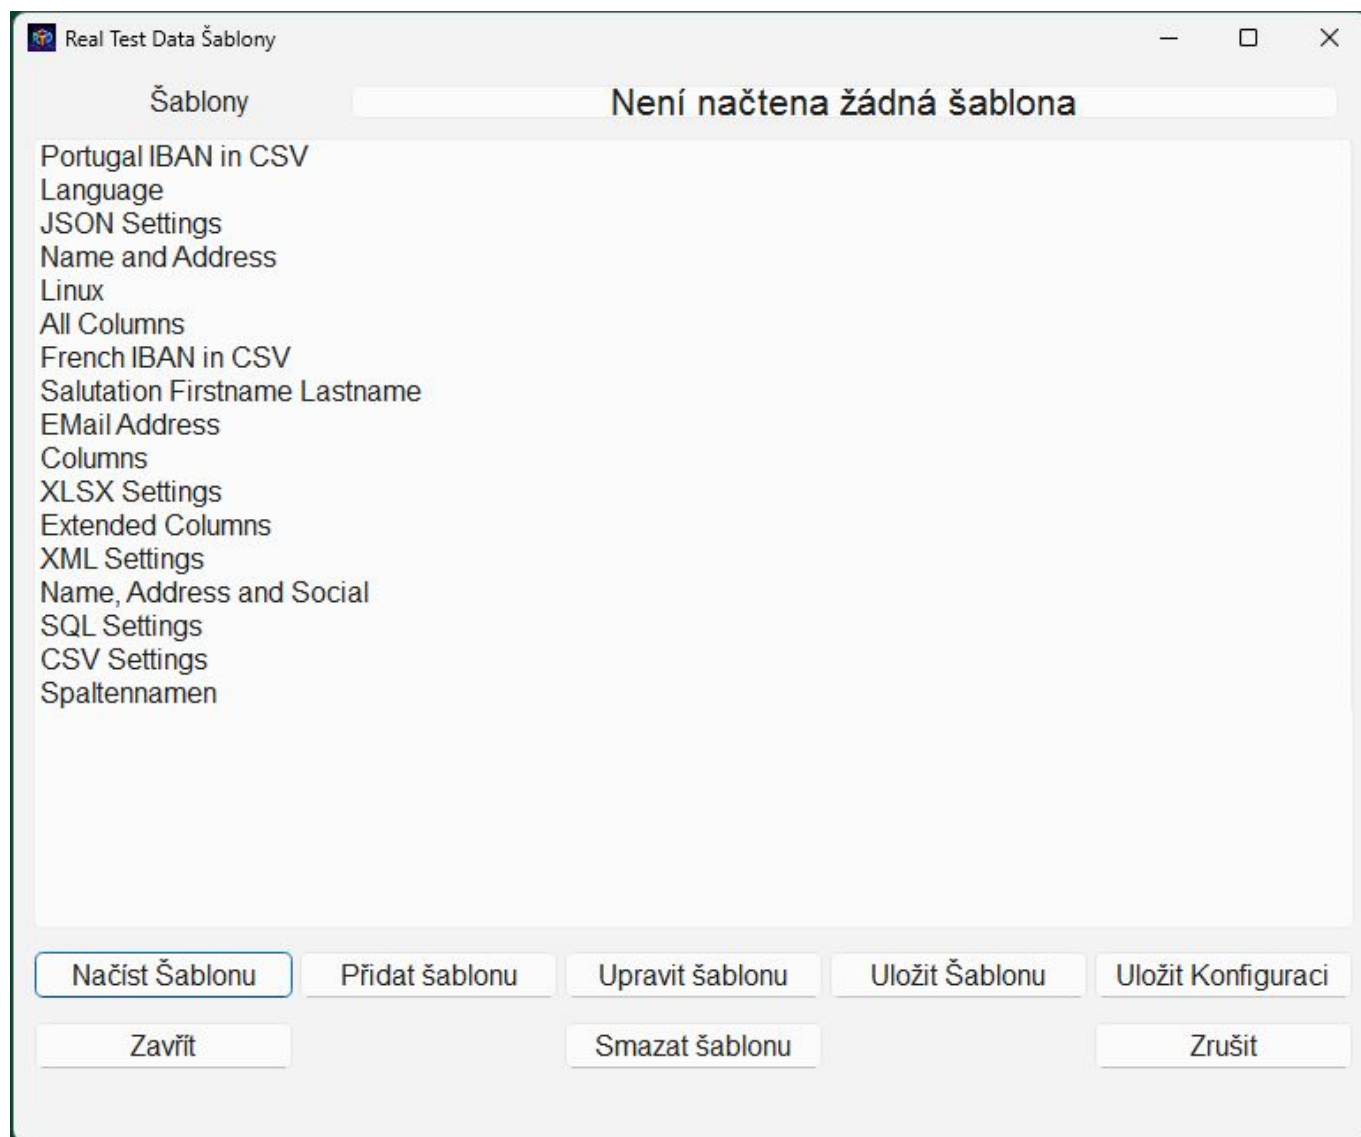 Real Test Data Šablony
Šablony
Není načtena žádná šablona
Portugal IBAN in CSV
Language
JSON Settings
Name and Address
Linux
All Columns
French IBAN in CSV
Salutation Firstname Lastname
EMail Address
Columns
XLSX Settings
Extended Columns
XML Settings
Name, Address and Social
SQL Settings
CSV Settings
Spaltennamen
Načíst Šablonu
Přidat šablonu
Upravit šablonu
Uložit Šablonu
Uložit Konfiguraci
Zavřít
Smazat šablonu
Zrušit